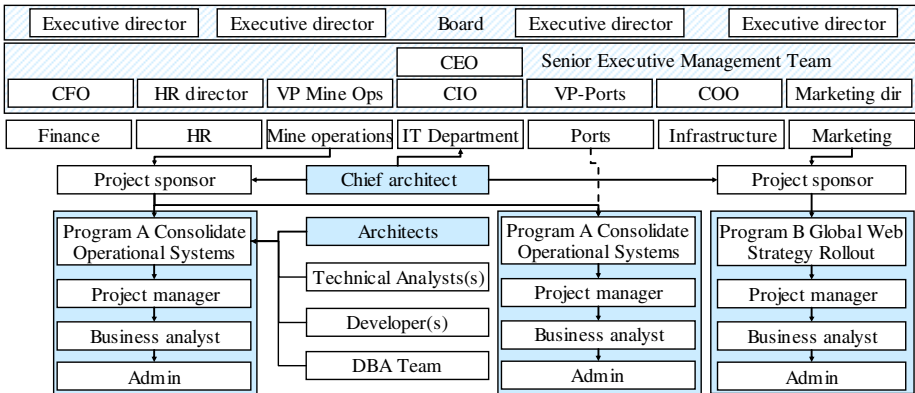 Executive director
Executive director
Board
Executive director
Executive director
CEO
Senior Executive Management Team
CFO
HR director
VP Mine Ops
CIO
VP-Ports
COO
Marketing dir
Finance
HR
Mine operations
IT Department
Ports
Infrastructure
Marketing
Project sponsor
Chief architect
Project sponsor
Program A Consolidate
Operational Systems
Architects
Program A Consolidate
Operational Systems
Program B Global Web
Strategy Rollout
Technical Analysts(s)
Project manager
Project manager
Project manager
Developer(s)
Business analyst
Business analyst
Business analyst
DBA Team
Admin
Admin
Admin